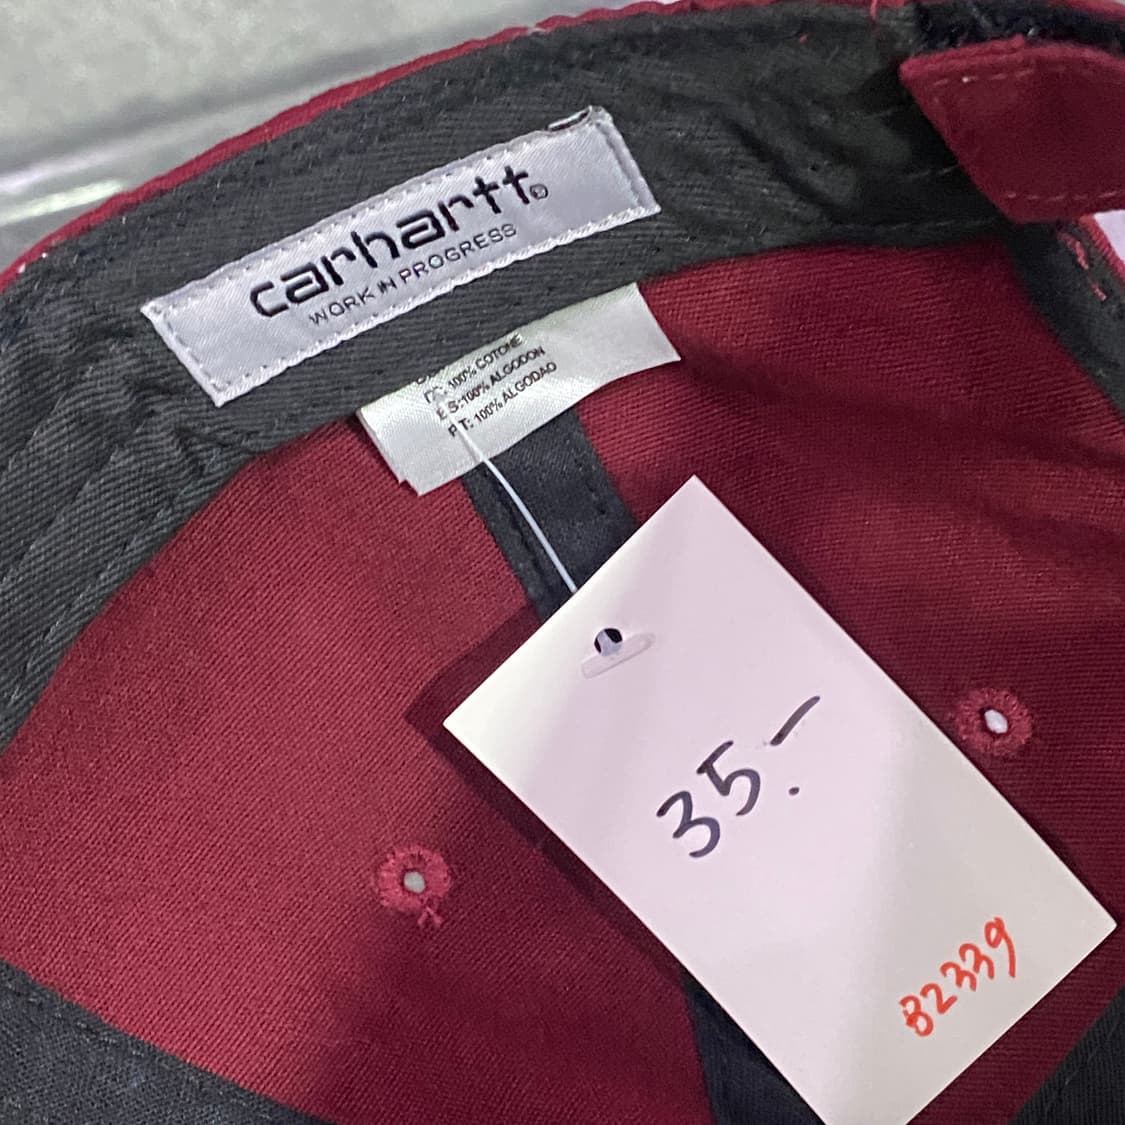 carhartt®
WORK IN PROGRESS
IT: 100% COTONE
ES:100% ALGODON
PT: 100% ALGODAO
35.-
82339